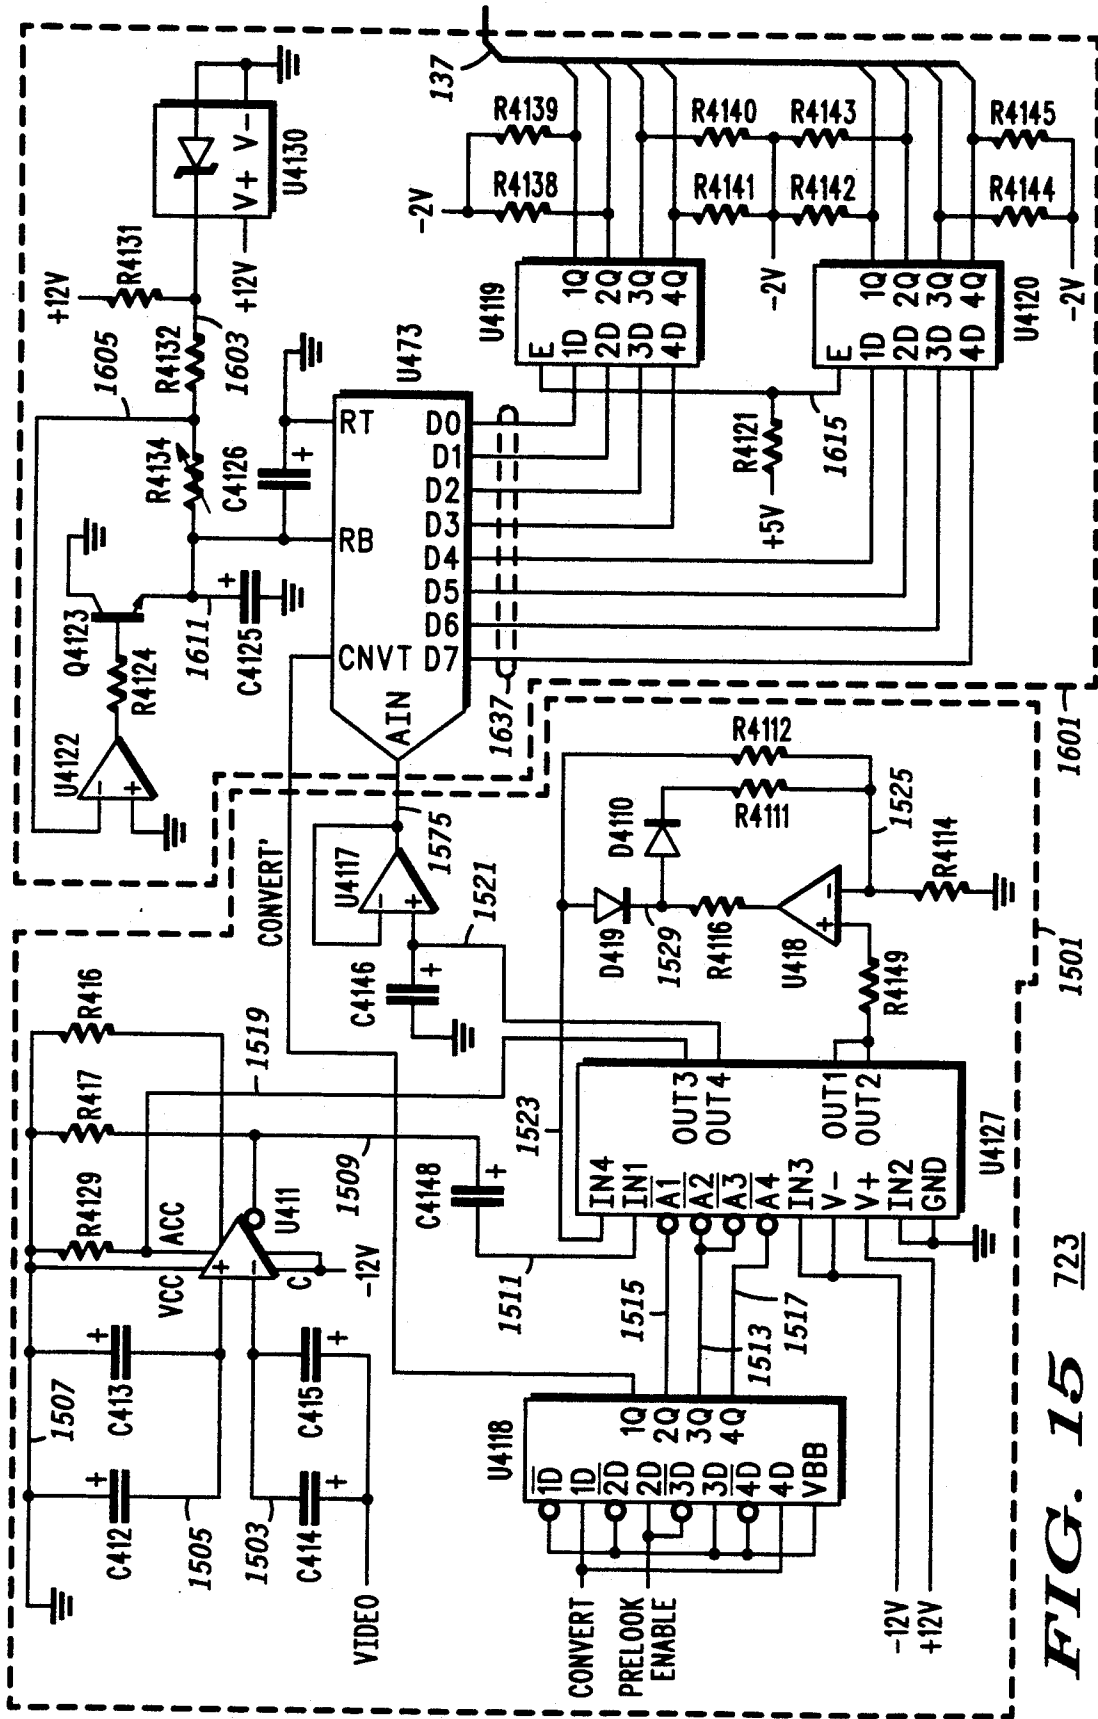 137
+12V
R4131
1605
R4132
1603
+12V
V+ V-
U4130
R4134
C4126
+
Q4123
R4124
U4122
-
+
1611
+
C4125
U473
RT
RB
CNVT
AIN
D0
D1
D2
D3
D4
D5
D6
D7
1637
-2V
R4139
R4138
R4140
R4141
R4143
R4142
-2V
R4145
R4144
-2V
U4119
E
1D 1Q
2D 2Q
3D 3Q
4D 4Q
U4120
E
1D 1Q
2D 2Q
3D 3Q
4D 4Q
+5V
R4121
1615
1601
CONVERT'
U4117
-
+
1575
1521
C4146
+
R4112
R4111
D4110
D419
1529
R4116
U418
+
-
1525
R4114
R4149
1501
R416
R417
R4129
1519
1509
ACC
VCC
U411
+
-
C
-12V
1507
+
C413
+
C412
1505
1503
C415
+
C414
+
VIDEO
C4148
+
1511
1523
IN4
IN1
A1
A2
A3
A4
IN3
V-
V+
IN2
GND
OUT3
OUT4
OUT1
OUT2
U4127
1515
1513
1517
U4118
1D
1D
2D
2D
3D
3D
4D
4D
VBB
1Q
2Q
3Q
4Q
CONVERT
PRELOOK
ENABLE
-12V
+12V
FIG. 15
723